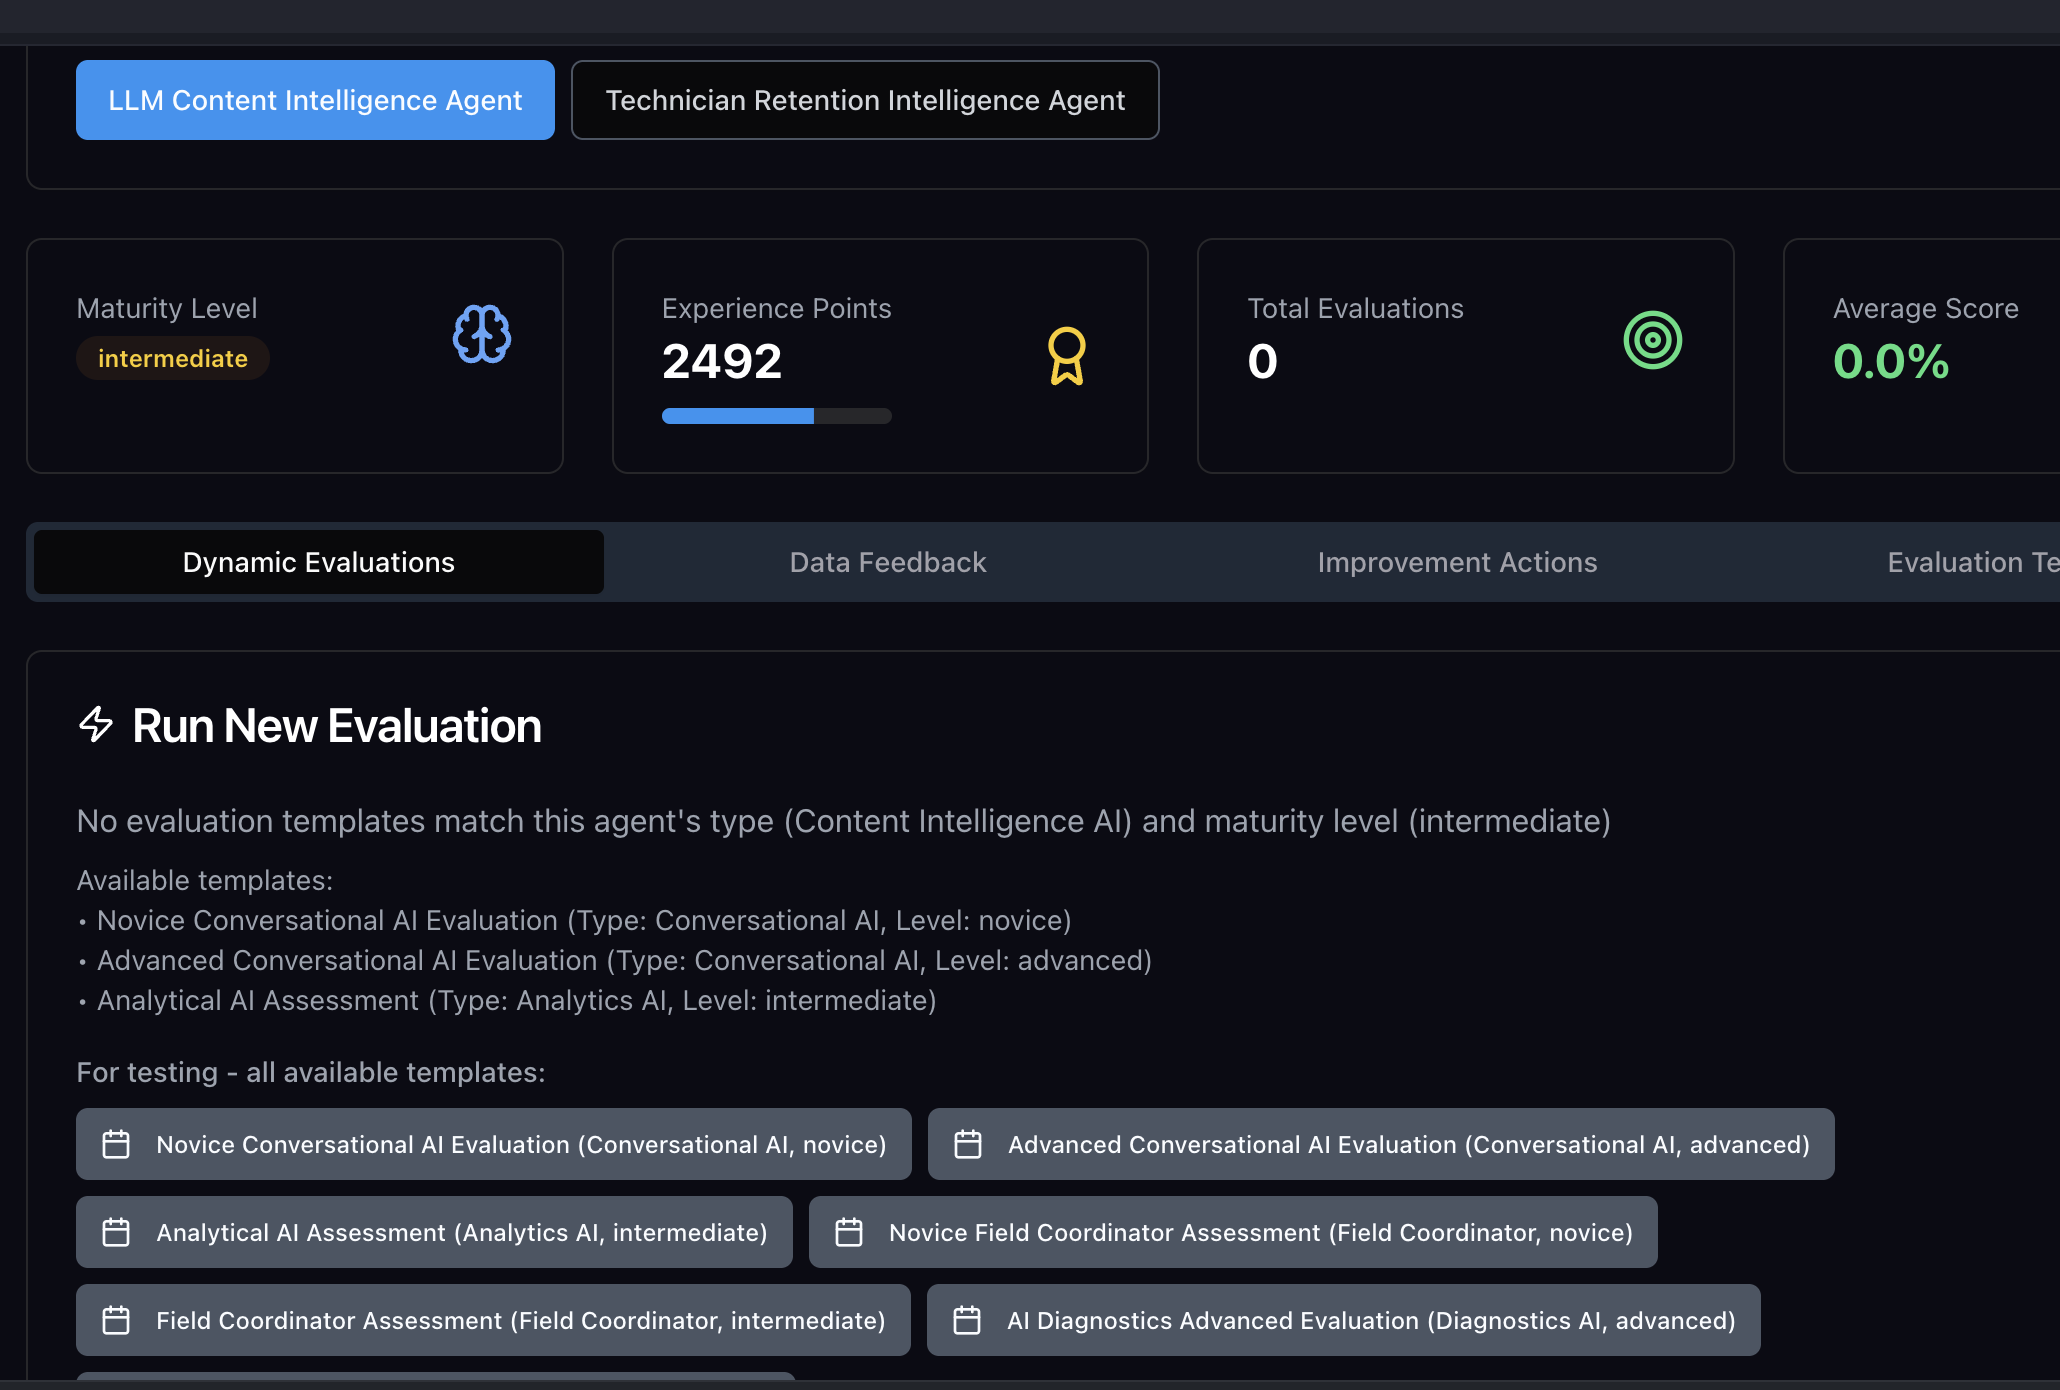 LLM Content Intelligence Agent
Technician Retention Intelligence Agent
Maturity Level
intermediate
Experience Points
2492
Total Evaluations
0
Average Score
0.0%
Dynamic Evaluations
Data Feedback
Improvement Actions
Evaluation Te
Run New Evaluation
No evaluation templates match this agent's type (Content Intelligence AI) and maturity level (intermediate)
Available templates:
• Novice Conversational AI Evaluation (Type: Conversational AI, Level: novice)
• Advanced Conversational AI Evaluation (Type: Conversational AI, Level: advanced)
• Analytical AI Assessment (Type: Analytics AI, Level: intermediate)
For testing - all available templates:
Novice Conversational AI Evaluation (Conversational AI, novice)
Advanced Conversational AI Evaluation (Conversational AI, advanced)
Analytical AI Assessment (Analytics AI, intermediate)
Novice Field Coordinator Assessment (Field Coordinator, novice)
Field Coordinator Assessment (Field Coordinator, intermediate)
AI Diagnostics Advanced Evaluation (Diagnostics AI, advanced)